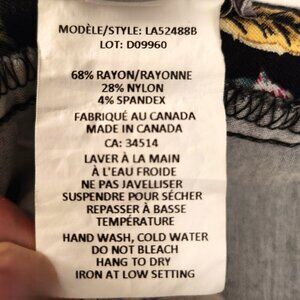 MODÈLE/STYLE: LA52488B
LOT: D09960
68% RAYON/RAYONNE
28% NYLON
4% SPANDEX
FABRIQUÉ AU CANADA
MADE IN CANADA
CA: 34514
LAVER À LA MAIN
À L'EAU FROIDE
NE PAS JAVELLISER
SUSPENDRE POUR SÉCHER
REPASSER À BASSE
TEMPÉRATURE
HAND WASH, COLD WATER
DO NOT BLEACH
HANG TO DRY
IRON AT LOW SETTING